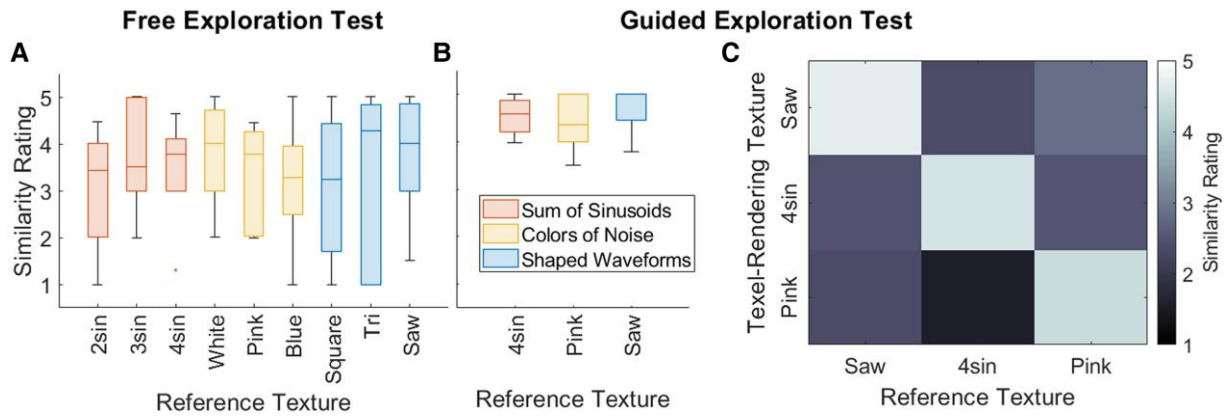 Free Exploration Test
Guided Exploration Test
A
B
C
Similarity Rating
5
4
3
2
1
2sin
3sin
4sin
White
Pink
Blue
Square
Tri
Saw
Reference Texture
Sum of Sinusoids
Colors of Noise
Shaped Waveforms
4sin
Pink
Saw
Reference Texture
Texel-Rendering Texture
Saw
4sin
Pink
Saw
4sin
Pink
Reference Texture
5
4
3
2
1
Similarity Rating